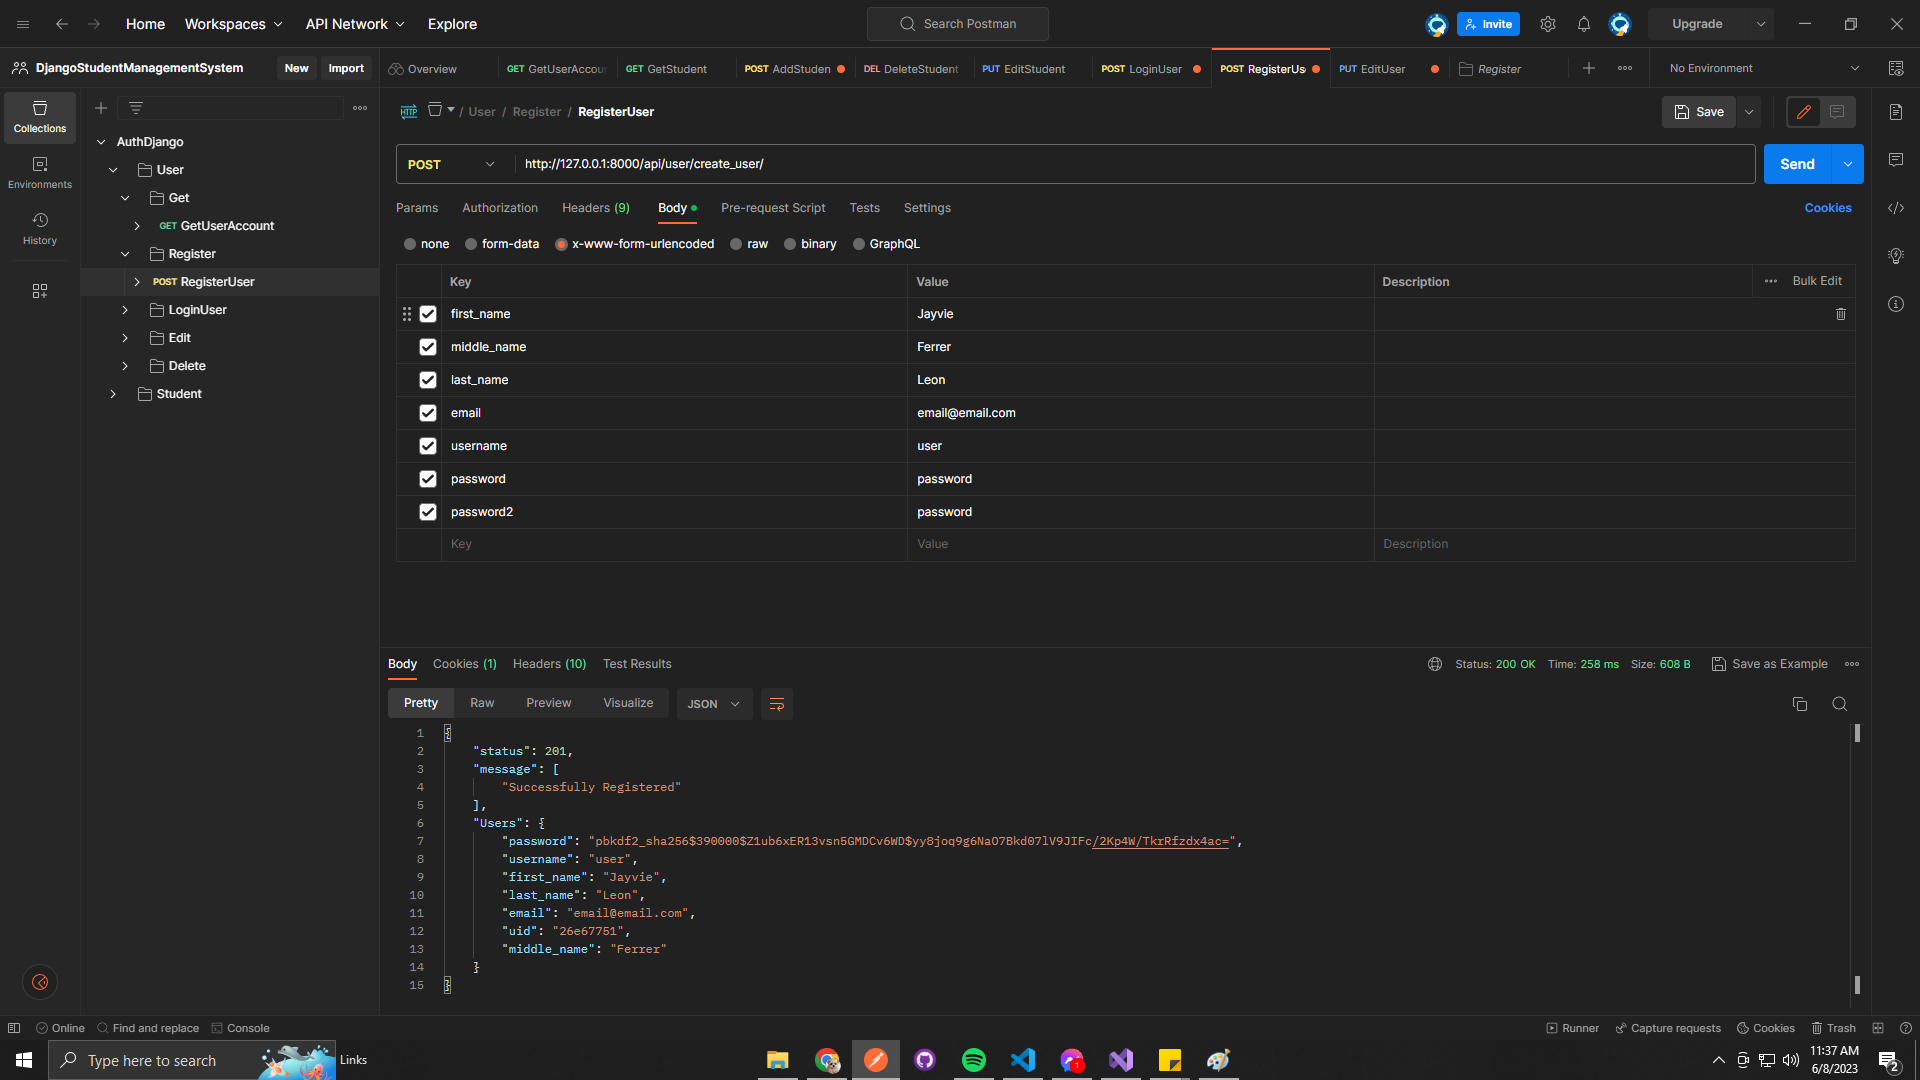 Home Workspaces API Network Explore Search Postman Invite Upgrade
DjangoStudentManagementSystem New Import Overview GET GetUserAccou GET GetStudent POST AddStuden DEL DeleteStudent PUT EditStudent POST LoginUser POST RegisterUs PUT EditUser Register No Environment
Collections
Environments
History
AuthDjango
User
Get
GET GetUserAccount
Register
POST RegisterUser
LoginUser
Edit
Delete
Student
HTTP / User / Register / RegisterUser Save
POST http://127.0.0.1:8000/api/user/create_user/ Send
Params Authorization Headers (9) Body Pre-request Script Tests Settings Cookies
none form-data x-www-form-urlencoded raw binary GraphQL
Key Value Description Bulk Edit
first_name Jayvie
middle_name Ferrer
last_name Leon
email email@email.com
username user
password password
password2 password
Key Value Description
Body Cookies (1) Headers (10) Test Results Status: 200 OK Time: 258 ms Size: 608 B Save as Example
Pretty Raw Preview Visualize JSON
1 {
2 "status": 201,
3 "message": [
4 "Successfully Registered"
5 ],
6 "Users": {
7 "password": "pbkdf2_sha256$390000$Z1ub6xER13vsn5GMDCv6WD$yy8joq9g6NaO7Bkd07lV9JIFc/2Kp4W/TkrRfzdx4ac=",
8 "username": "user",
9 "first_name": "Jayvie",
10 "last_name": "Leon",
11 "email": "email@email.com",
12 "uid": "26e67751",
13 "middle_name": "Ferrer"
14 }
15 }
Online Find and replace Console Runner Capture requests Cookies Trash
Type here to search Links 1 11:37 AM
6/8/2023 2